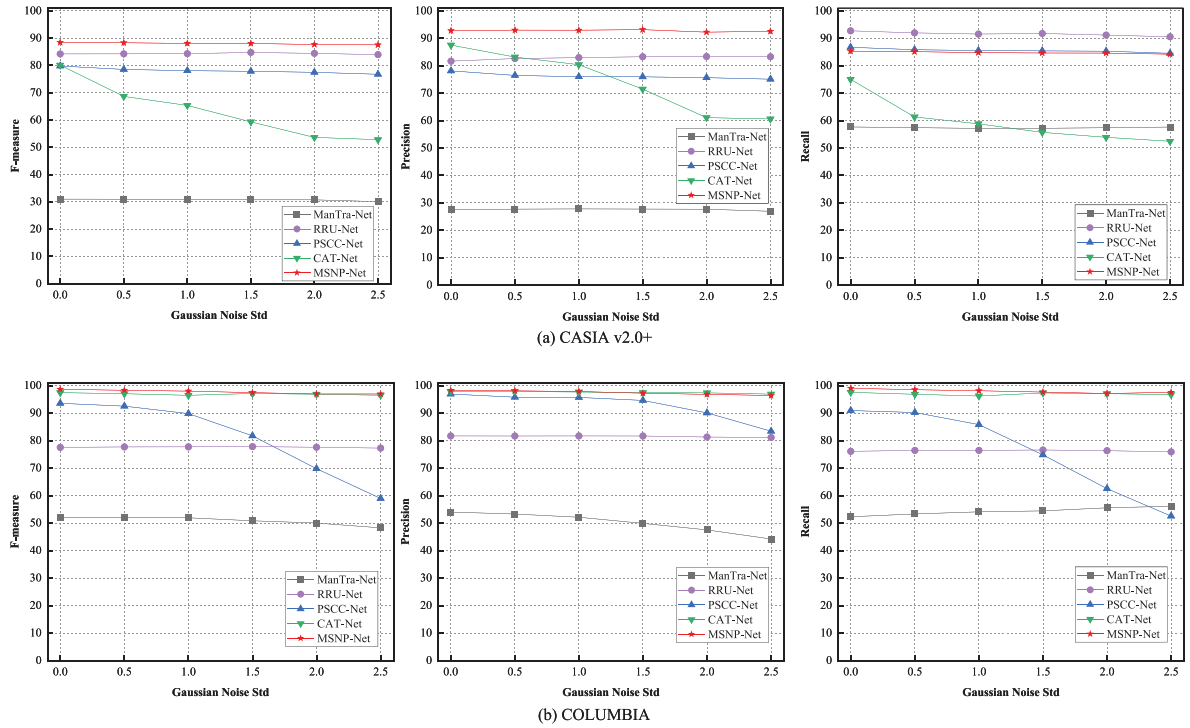 100
90
80
70
60
50
40
30
20
10
0
F-measure
0.0 0.5 1.0 1.5 2.0 2.5
Gaussian Noise Std
ManTra-Net
RRU-Net
PSCC-Net
CAT-Net
MSNP-Net
100
90
80
70
60
50
40
30
20
10
0
Precision
0.0 0.5 1.0 1.5 2.0 2.5
Gaussian Noise Std
ManTra-Net
RRU-Net
PSCC-Net
CAT-Net
MSNP-Net
100
90
80
70
60
50
40
30
20
10
0
Recall
0.0 0.5 1.0 1.5 2.0 2.5
Gaussian Noise Std
ManTra-Net
RRU-Net
PSCC-Net
CAT-Net
MSNP-Net
(a) CASIA v2.0+
100
90
80
70
60
50
40
30
20
10
0
F-measure
0.0 0.5 1.0 1.5 2.0 2.5
Gaussian Noise Std
ManTra-Net
RRU-Net
PSCC-Net
CAT-Net
MSNP-Net
100
90
80
70
60
50
40
30
20
10
0
Precision
0.0 0.5 1.0 1.5 2.0 2.5
Gaussian Noise Std
ManTra-Net
RRU-Net
PSCC-Net
CAT-Net
MSNP-Net
100
90
80
70
60
50
40
30
20
10
0
Recall
0.0 0.5 1.0 1.5 2.0 2.5
Gaussian Noise Std
ManTra-Net
RRU-Net
PSCC-Net
CAT-Net
MSNP-Net
(b) COLUMBIA